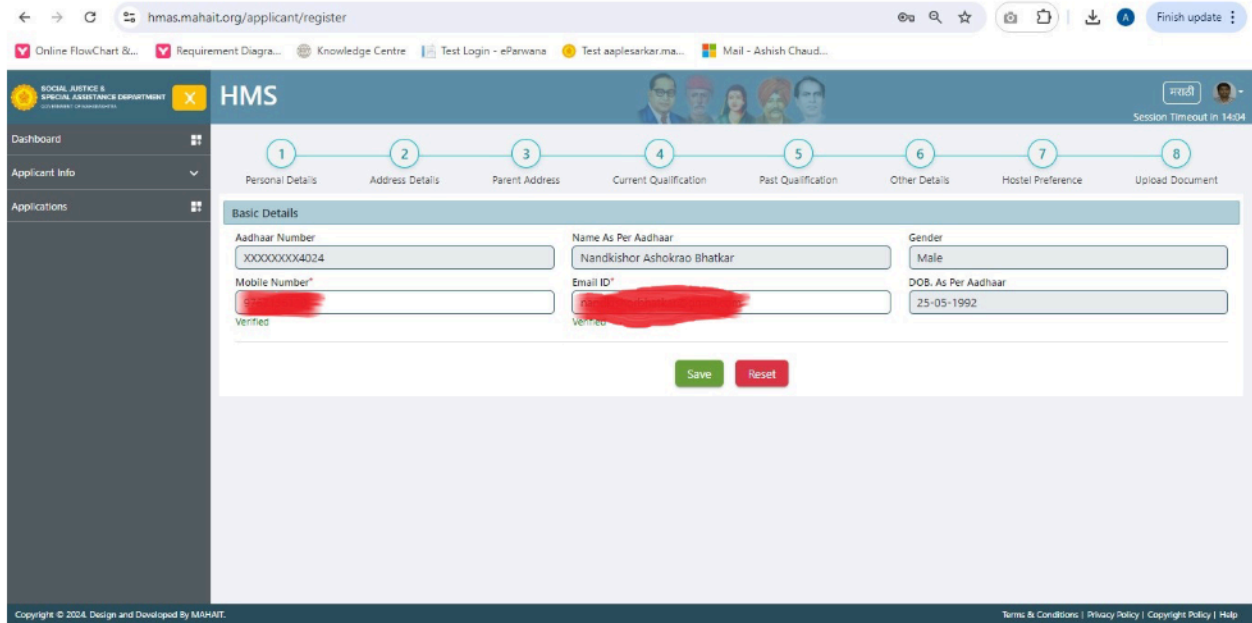 hmas.mahait.org/applicant/register
Finish update
Online FlowChart &... Requirement Diagra... Knowledge Centre Test Login - eParwana Test aaplesarkar.ma... Mail - Ashish Chaud...
SOCIAL JUSTICE &
SPECIAL ASSISTANCE DEPARTMENT
GOVERNMENT OF MAHARASHTRA
X
HMS
मराठी
Session Timeout in 14:04
Dashboard
Applicant Info
Applications
1 2 3 4 5 6 7 8
Personal Details Address Details Parent Address Current Qualification Past Qualification Other Details Hostel Preference Upload Document
Basic Details
Aadhaar Number Name As Per Aadhaar Gender
XXXXXXXX4024 Nandkishor Ashokrao Bhatkar Male
Mobile Number* Email ID* DOB. As Per Aadhaar
25-05-1992
Verified Verified
Save Reset
Copyright © 2024. Design and Developed By MAHAIT. Terms & Conditions | Privacy Policy | Copyright Policy | Help